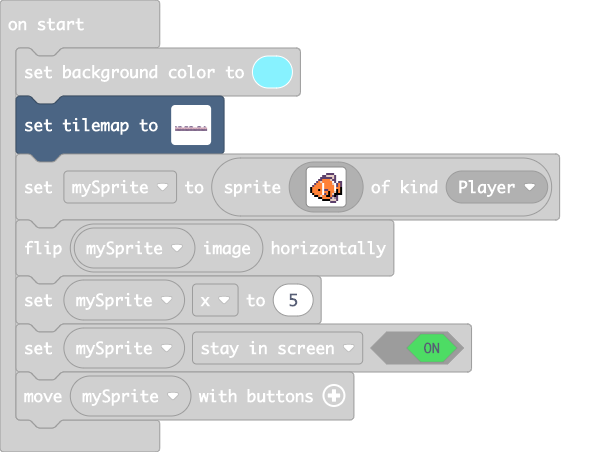 on start
set background color to
set tilemap to
set mySprite to sprite of kind Player
flip mySprite image horizontally
set mySprite x to 5
set mySprite stay in screen ON
move mySprite with buttons